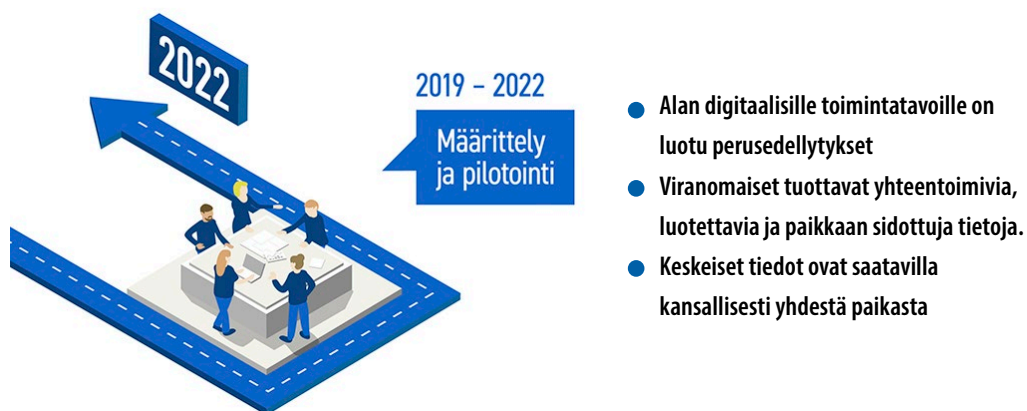 2022
2019 – 2022
Määrittely
ja pilotointi
Alan digitaalisille toimintatavoille on
luotu perusedellytykset
Viranomaiset tuottavat yhteentoimivia,
luotettavia ja paikkaan sidottuja tietoja.
Keskeiset tiedot ovat saatavilla
kansallisesti yhdestä paikasta